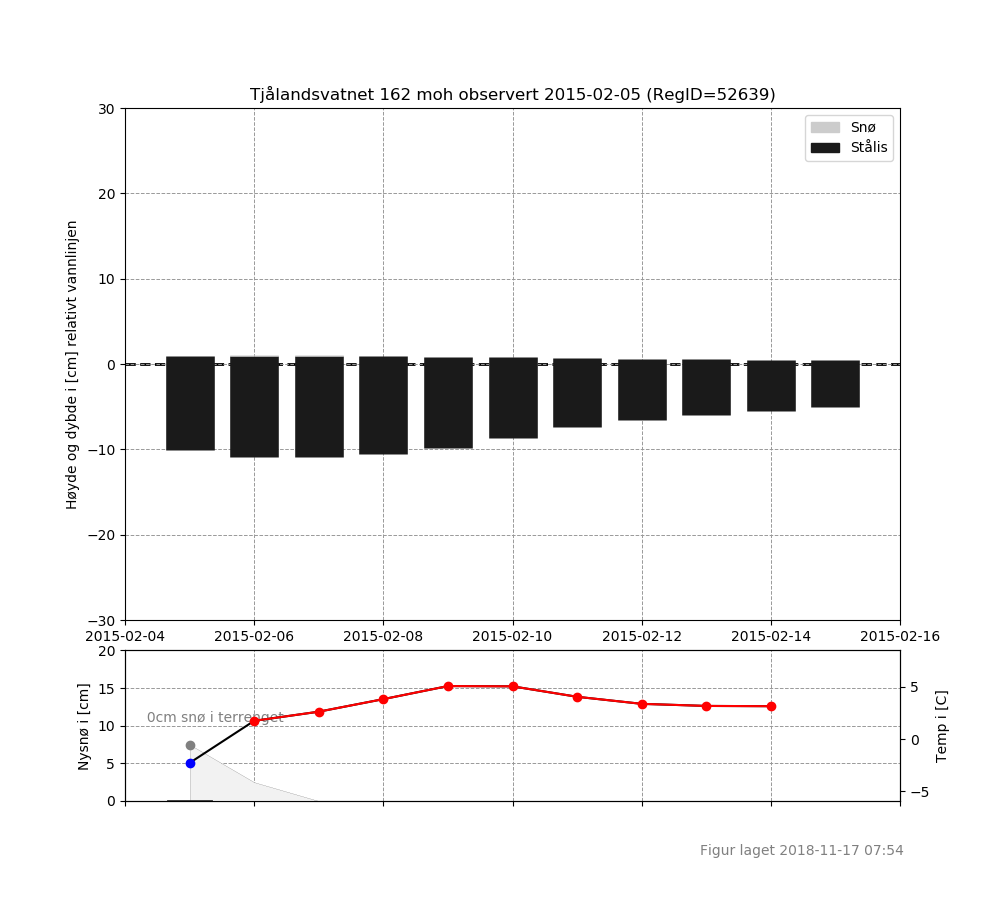 Tjålandsvatnet 162 moh observert 2015-02-05 (RegID=52639)
Snø
Stålis
Høyde og dybde i [cm] relativt vannlinjen
30
20
10
0
−10
−20
−30
2015-02-04 2015-02-06 2015-02-08 2015-02-10 2015-02-12 2015-02-14 2015-02-16
Nysnø i [cm]
20
15
10
5
0
0cm snø i terrenget
5
0
−5
Temp i [C]
Figur laget 2018-11-17 07:54